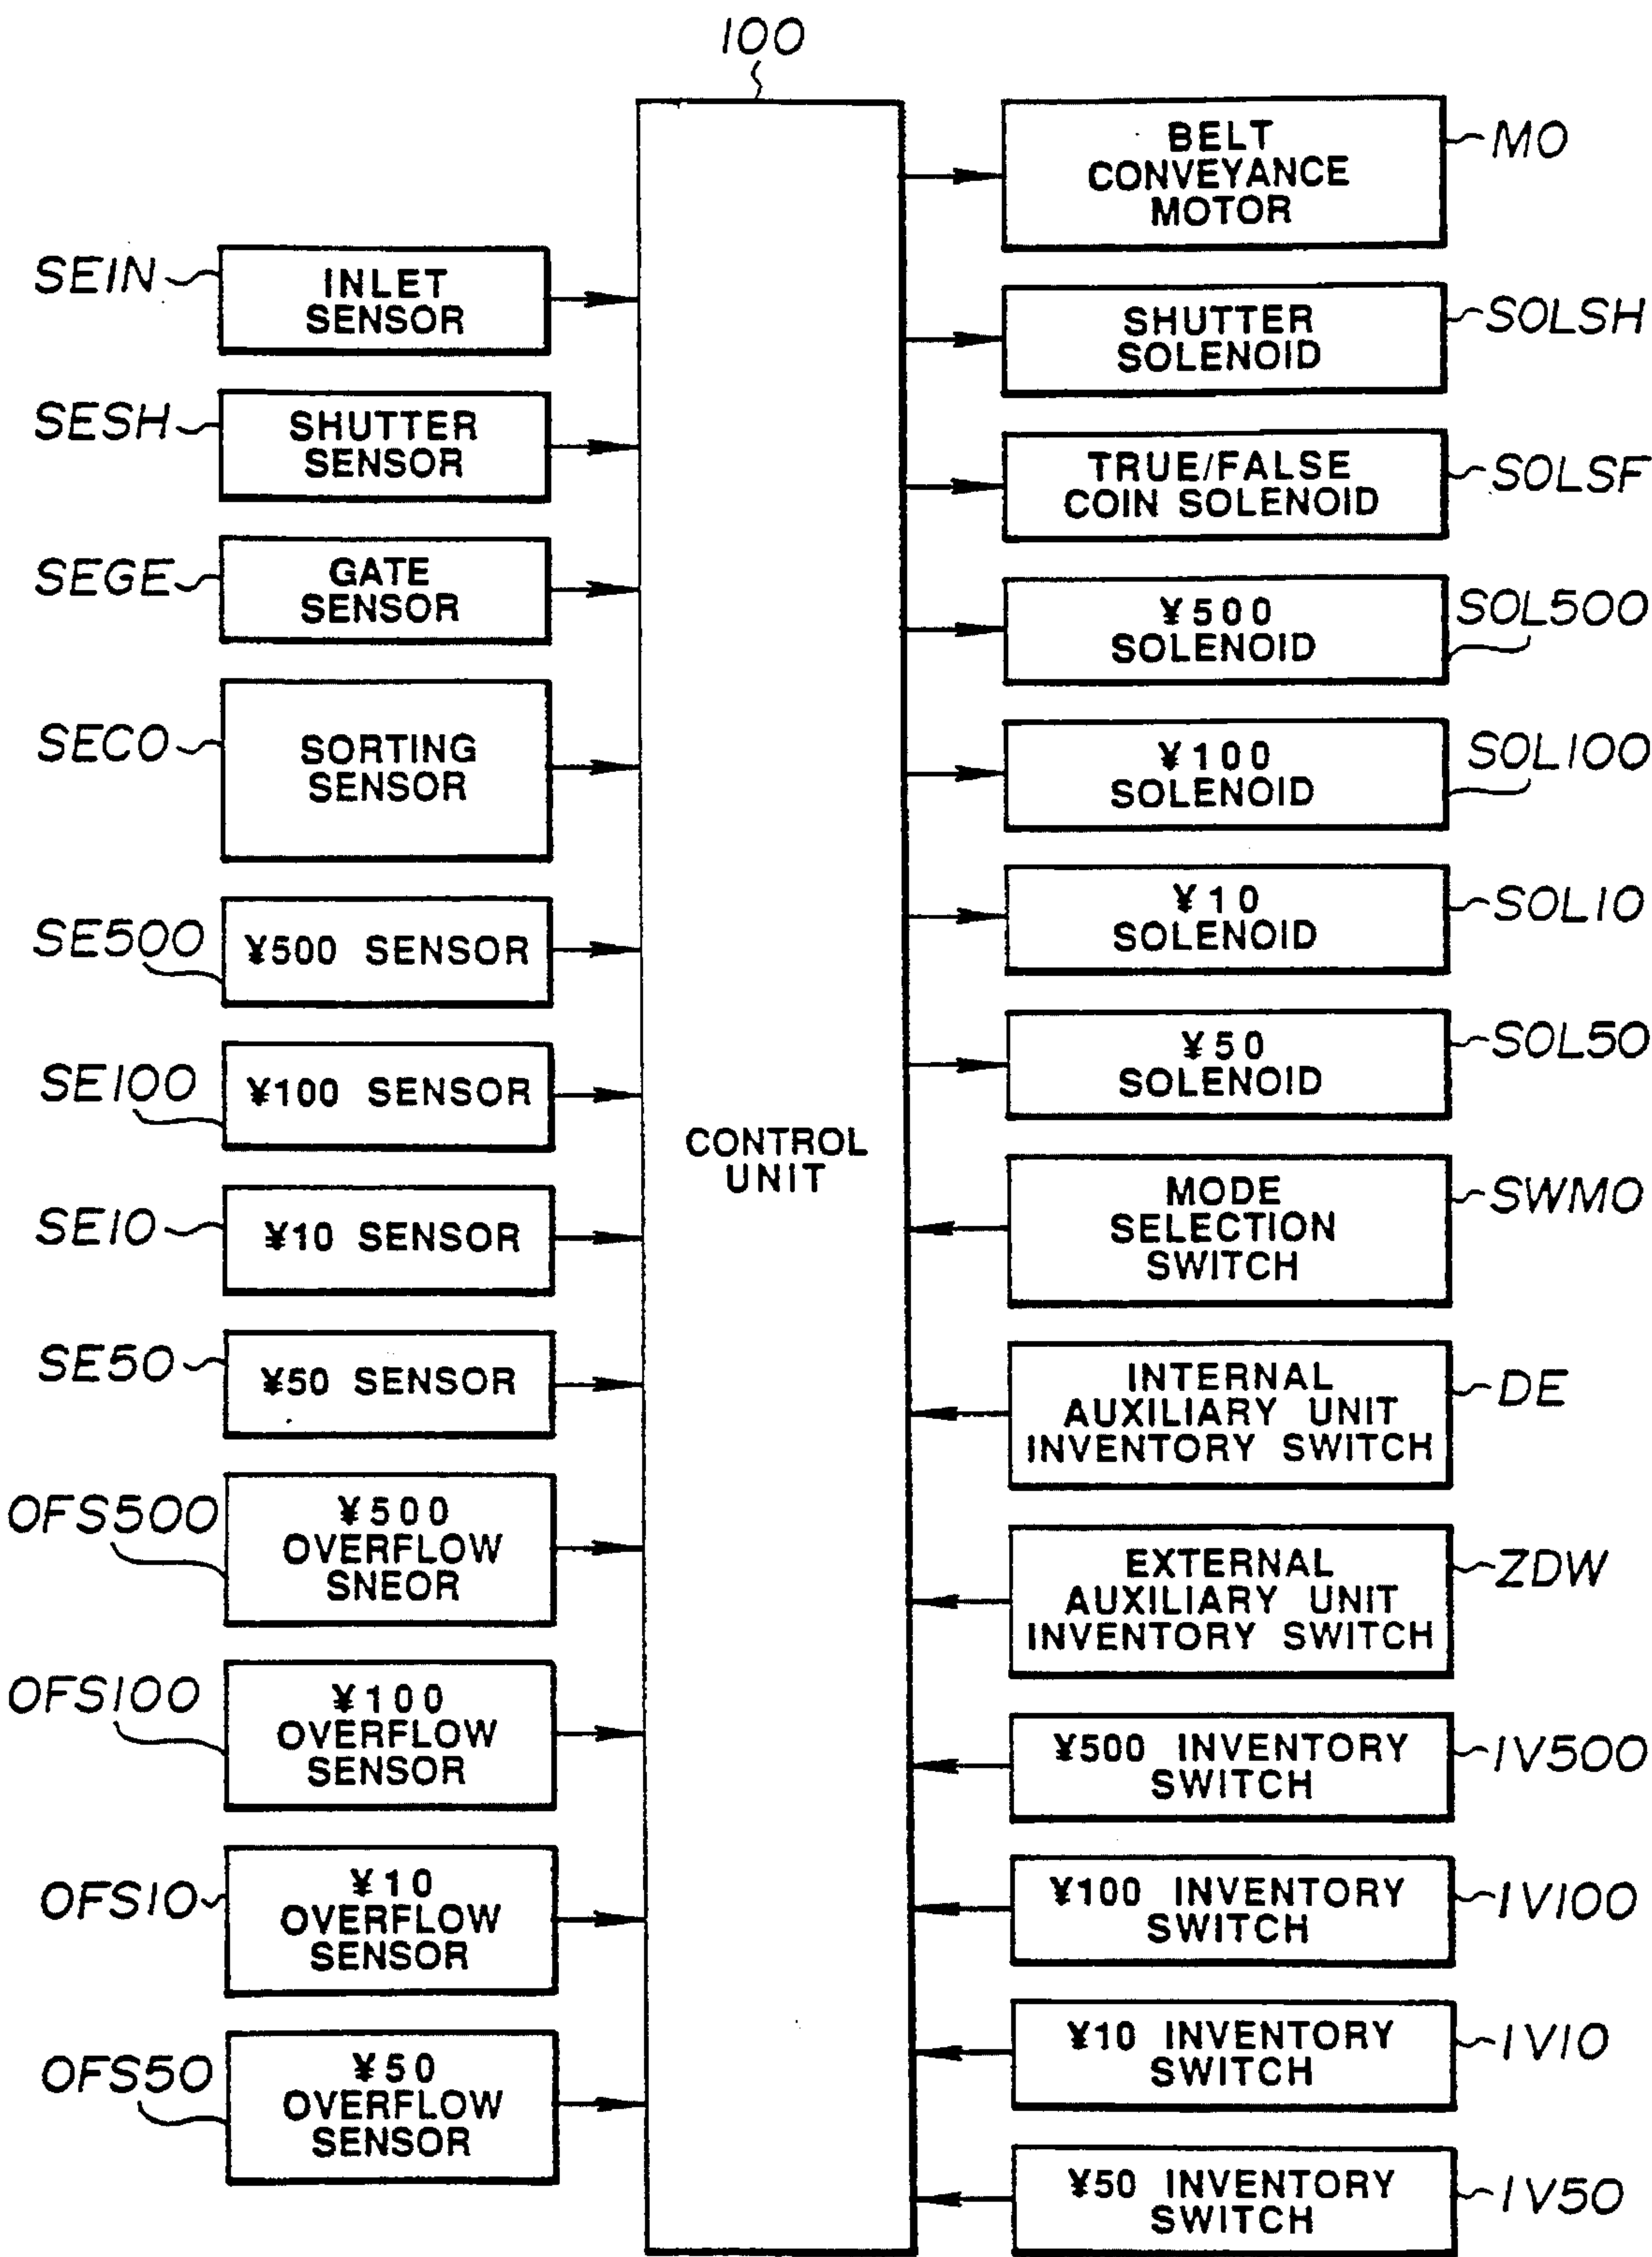 100
CONTROL
UNIT
SEIN
INLET
SENSOR
SESH
SHUTTER
SENSOR
SEGE
GATE
SENSOR
SECO
SORTING
SENSOR
SE500
¥500 SENSOR
SE100
¥100 SENSOR
SE10
¥10 SENSOR
SE50
¥50 SENSOR
OFS500
¥500
OVERFLOW
SNEOR
OFS100
¥100
OVERFLOW
SENSOR
OFS10
¥10
OVERFLOW
SENSOR
OFS50
¥50
OVERFLOW
SENSOR
BELT
CONVEYANCE
MOTOR
MO
SHUTTER
SOLENOID
SOLSH
TRUE/FALSE
COIN SOLENOID
SOLSF
¥500
SOLENOID
SOL500
¥100
SOLENOID
SOL100
¥10
SOLENOID
SOL10
¥50
SOLENOID
SOL50
MODE
SELECTION
SWITCH
SWMO
INTERNAL
AUXILIARY UNIT
INVENTORY SWITCH
DE
EXTERNAL
AUXILIARY UNIT
INVENTORY SWITCH
ZDW
¥500 INVENTORY
SWITCH
IV500
¥100 INVENTORY
SWITCH
IV100
¥10 INVENTORY
SWITCH
IV10
¥50 INVENTORY
SWITCH
IV50